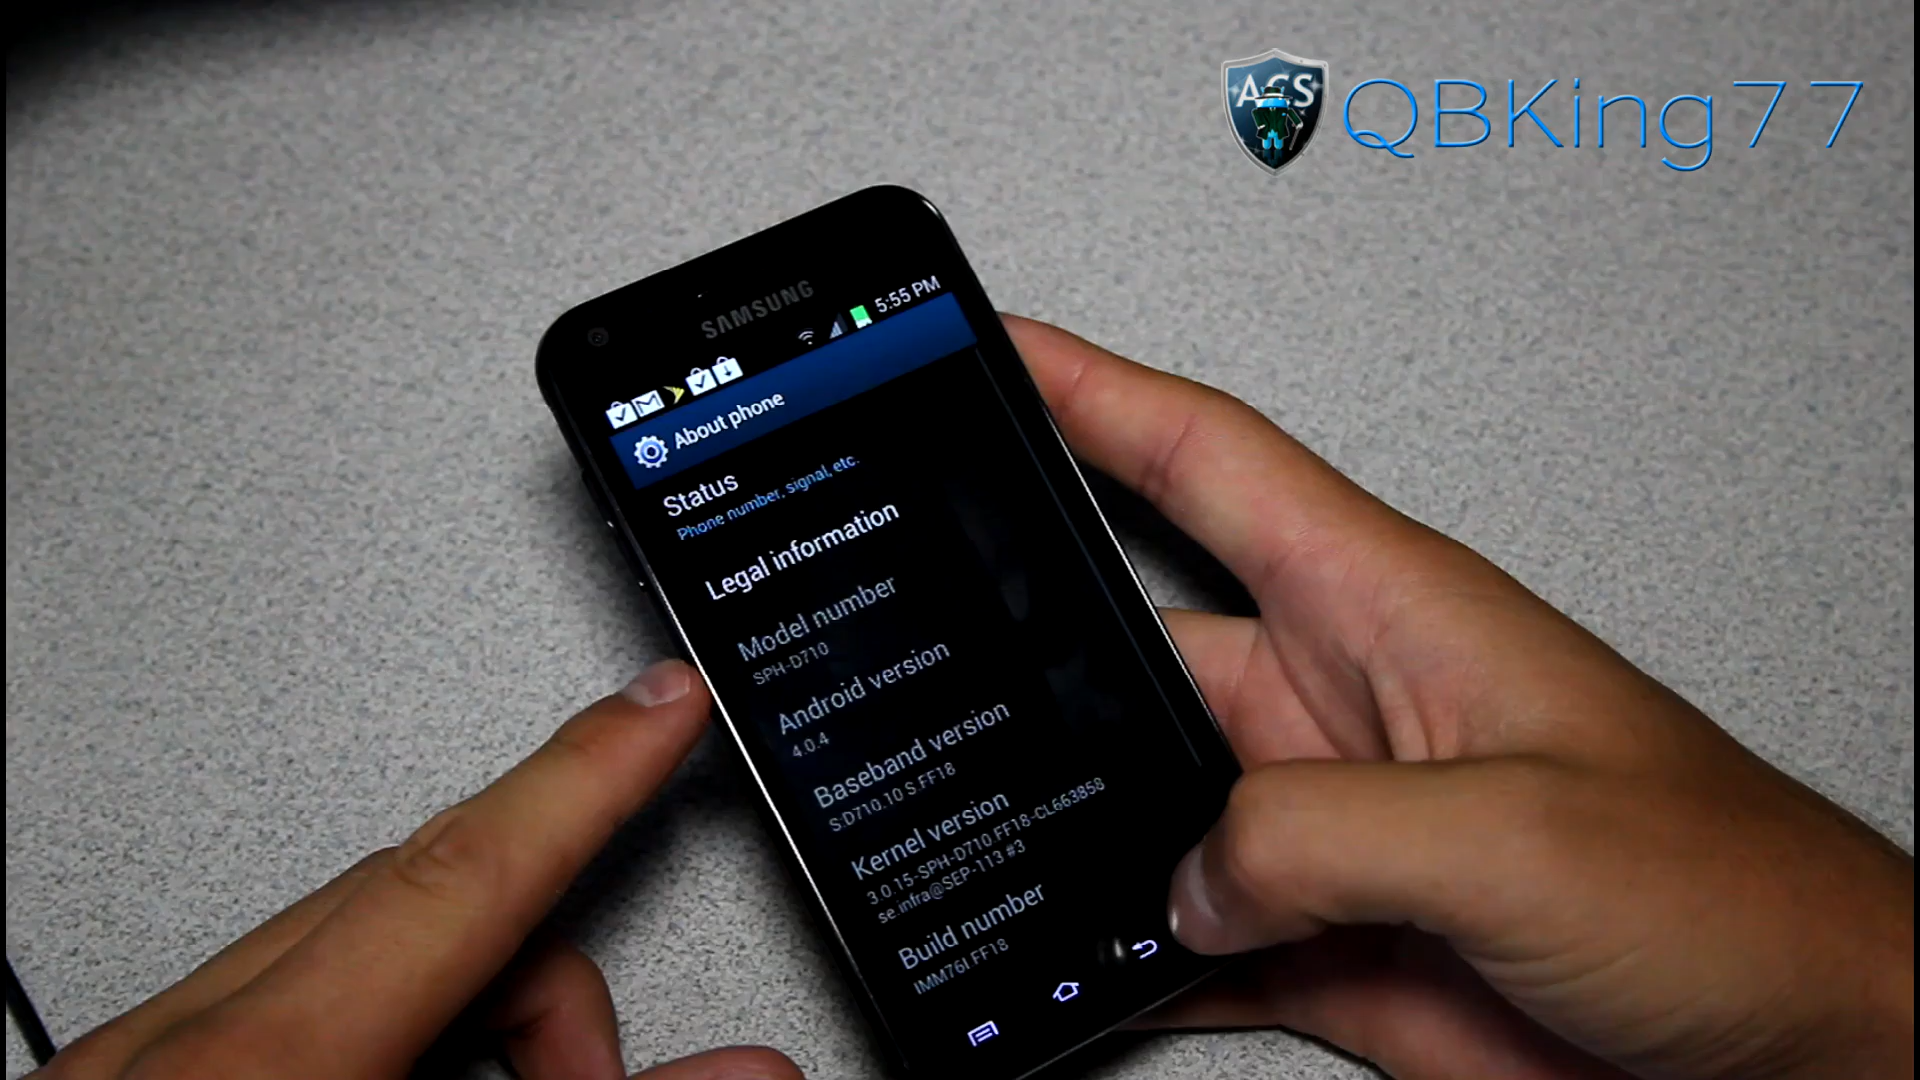 ACS
QBKing77
SAMSUNG
5:55 PM
About phone
Status
Phone number, signal, etc.
Legal information
Model number
SPH-D710
Android version
4.0.4
Baseband version
S:D710.10 S.FF18
Kernel version
3.0.15-SPH-D710.FF18-CL663858
se.infra@SEP-113 #3
Build number
IMM76I.FF18